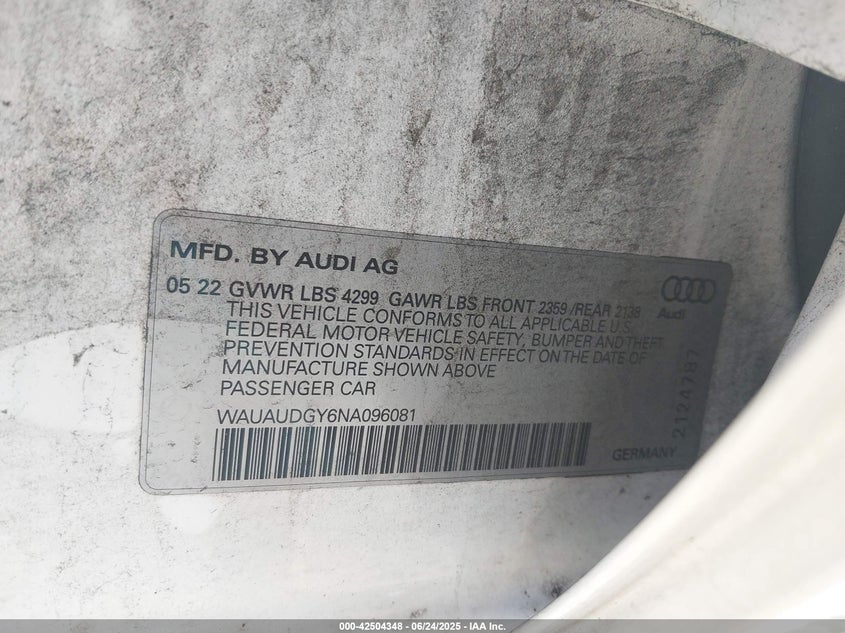 MFD. BY AUDI AG
05 22 GVWR LBS 4299 GAWR LBS FRONT 2359 /REAR 2138
THIS VEHICLE CONFORMS TO ALL APPLICABLE U.S.
FEDERAL MOTOR VEHICLE SAFETY, BUMPER AND THEFT
PREVENTION STANDARDS IN EFFECT ON THE DATE OF
MANUFACTURE SHOWN ABOVE
PASSENGER CAR
WAUAUDGY6NA096081
Audi
2124787
GERMANY
000-42504348 - 06/24/2025 - IAA Inc.